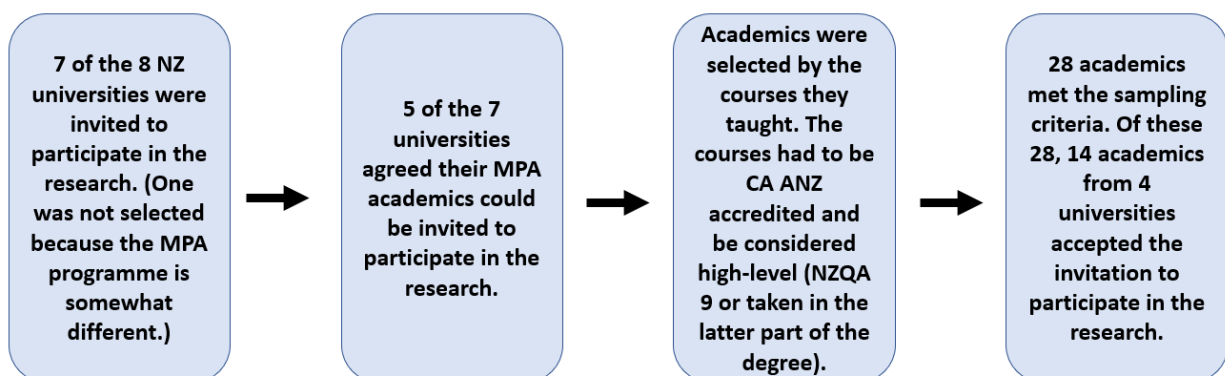 7 of the 8 NZ
universities were
invited to
participate in the
research. (One
was not selected
because the MPA
programme is
somewhat
different.)
5 of the 7
universities
agreed their MPA
academics could
be invited to
participate in the
research.
Academics were
selected by the
courses they
taught. The
courses had to be
CA ANZ
accredited and
be considered
high-level (NZQA
9 or taken in the
latter part of the
degree).
28 academics
met the sampling
criteria. Of these
28, 14 academics
from 4
universities
accepted the
invitation to
participate in the
research.